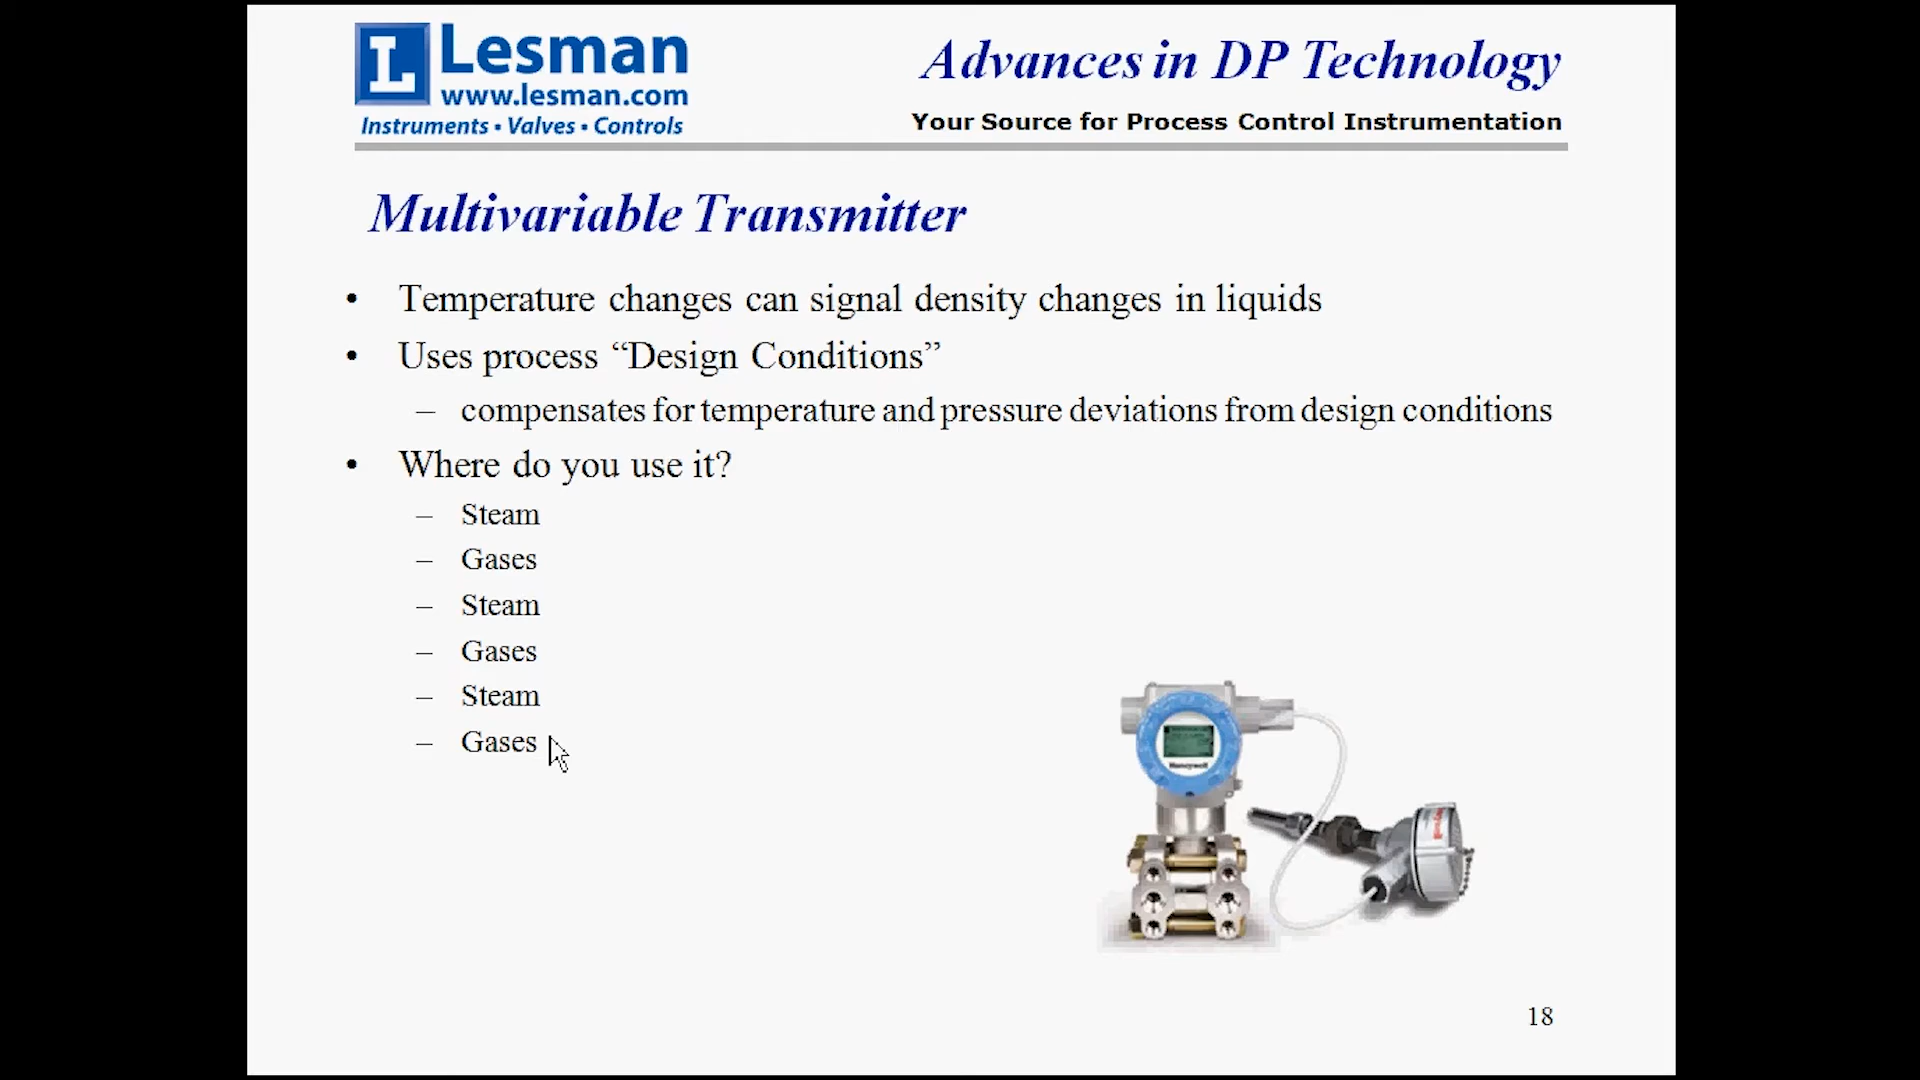 L Lesman
www.lesman.com
Instruments • Valves • Controls
Advances in DP Technology
Your Source for Process Control Instrumentation
Multivariable Transmitter
• Temperature changes can signal density changes in liquids
• Uses process “Design Conditions”
– compensates for temperature and pressure deviations from design conditions
• Where do you use it?
– Steam
– Gases
– Steam
– Gases
– Steam
– Gases
Honeywell
18